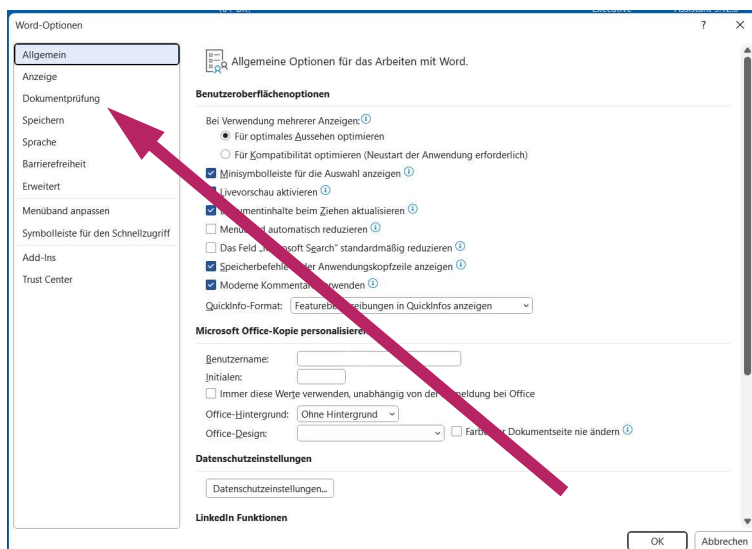 Word-Optionen
?
Allgemein
Anzeige
Dokumentprüfung
Speichern
Sprache
Barrierefreiheit
Erweitert
Menüband anpassen
Symbolleiste für den Schnellzugriff
Add-Ins
Trust Center
Allgemeine Optionen für das Arbeiten mit Word.
Benutzeroberflächenoptionen
Bei Verwendung mehrerer Anzeigen:
Für optimales Aussehen optimieren
Für Kompatibilität optimieren (Neustart der Anwendung erforderlich)
Minisymbolleiste für die Auswahl anzeigen
Livevorschau aktivieren
beim Ziehen aktualisieren
automatisch reduzieren
Das Feld Search" standardmäßig reduzieren
Speicherbefehle der Anwendungskopfzeile anzeigen
Moderne
QuickInfo-Format: in QuickInfos anzeigen
Microsoft Office-Kopie personalisieren
Benutzername:
Initialen:
Immer diese Werte verwenden, unabhängig von bei Office
Office-Hintergrund: Ohne Hintergrund
Office-Design: Dokumentseite nie ändern
Datenschutzeinstellungen
Datenschutzeinstellungen...
LinkedIn Funktionen
OK Abbrechen